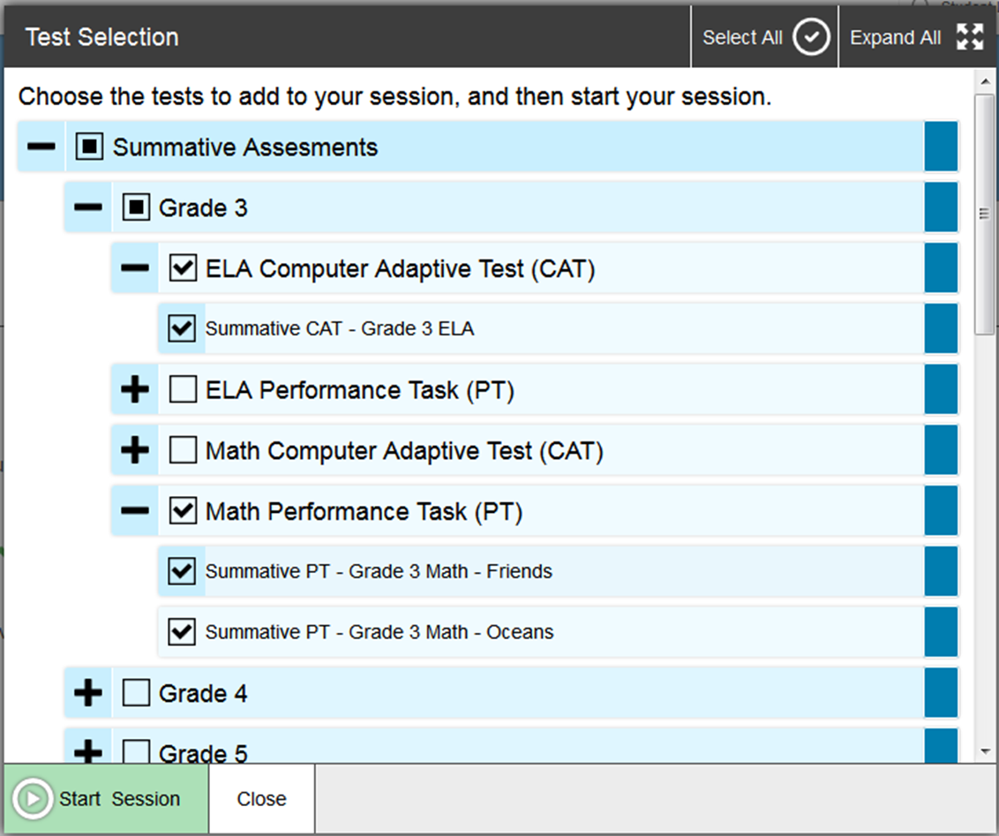 Test Selection
Select All
Expand All
Choose the tests to add to your session, and then start your session.
Summative Assesments
Grade 3
ELA Computer Adaptive Test (CAT)
Summative CAT - Grade 3 ELA
ELA Performance Task (PT)
Math Computer Adaptive Test (CAT)
Math Performance Task (PT)
Summative PT - Grade 3 Math - Friends
Summative PT - Grade 3 Math - Oceans
Grade 4
Grade 5
Start Session
Close